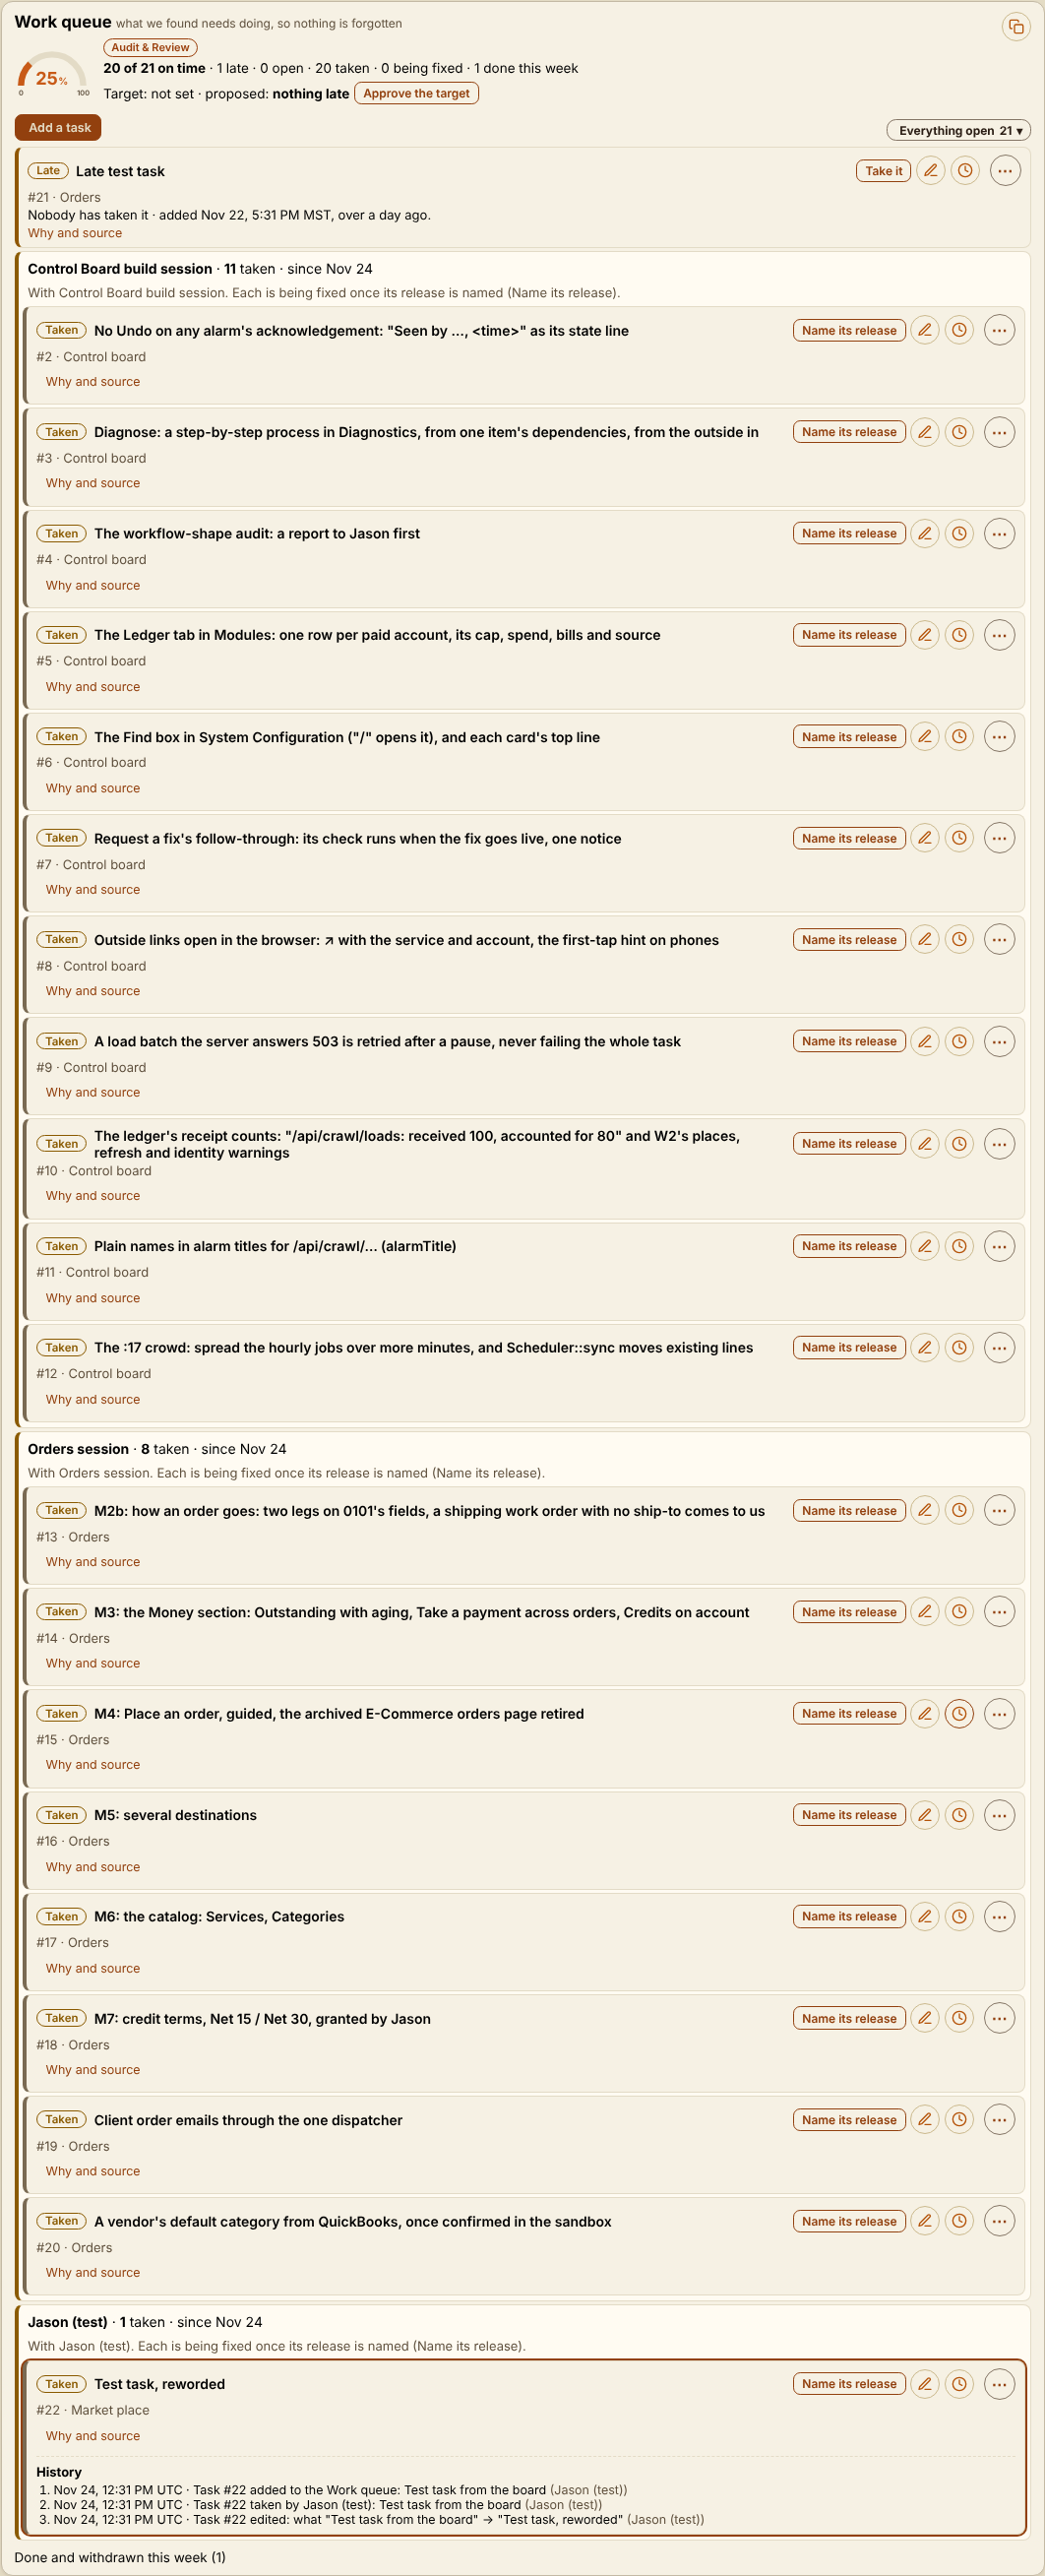 Work queue what we found needs doing, so nothing is forgotten
Audit & Review
25%
0 100
20 of 21 on time · 1 late · 0 open · 20 taken · 0 being fixed · 1 done this week
Target: not set · proposed: nothing late Approve the target
Add a task
Everything open 21 ▾
Late Late test task Take it ···
#21 · Orders
Nobody has taken it · added Nov 22, 5:31 PM MST, over a day ago.
Why and source
Control Board build session · 11 taken · since Nov 24
With Control Board build session. Each is being fixed once its release is named (Name its release).
Taken No Undo on any alarm's acknowledgement: "Seen by ..., <time>" as its state line Name its release ···
#2 · Control board
Why and source
Taken Diagnose: a step-by-step process in Diagnostics, from one item's dependencies, from the outside in Name its release ···
#3 · Control board
Why and source
Taken The workflow-shape audit: a report to Jason first Name its release ···
#4 · Control board
Why and source
Taken The Ledger tab in Modules: one row per paid account, its cap, spend, bills and source Name its release ···
#5 · Control board
Why and source
Taken The Find box in System Configuration ("/" opens it), and each card's top line Name its release ···
#6 · Control board
Why and source
Taken Request a fix's follow-through: its check runs when the fix goes live, one notice Name its release ···
#7 · Control board
Why and source
Taken Outside links open in the browser: ↗ with the service and account, the first-tap hint on phones Name its release ···
#8 · Control board
Why and source
Taken A load batch the server answers 503 is retried after a pause, never failing the whole task Name its release ···
#9 · Control board
Why and source
Taken The ledger's receipt counts: "/api/crawl/loads: received 100, accounted for 80" and W2's places, Name its release ···
refresh and identity warnings
#10 · Control board
Why and source
Taken Plain names in alarm titles for /api/crawl/... (alarmTitle) Name its release ···
#11 · Control board
Why and source
Taken The :17 crowd: spread the hourly jobs over more minutes, and Scheduler::sync moves existing lines Name its release ···
#12 · Control board
Why and source
Orders session · 8 taken · since Nov 24
With Orders session. Each is being fixed once its release is named (Name its release).
Taken M2b: how an order goes: two legs on 0101's fields, a shipping work order with no ship-to comes to us Name its release ···
#13 · Orders
Why and source
Taken M3: the Money section: Outstanding with aging, Take a payment across orders, Credits on account Name its release ···
#14 · Orders
Why and source
Taken M4: Place an order, guided, the archived E-Commerce orders page retired Name its release ···
#15 · Orders
Why and source
Taken M5: several destinations Name its release ···
#16 · Orders
Why and source
Taken M6: the catalog: Services, Categories Name its release ···
#17 · Orders
Why and source
Taken M7: credit terms, Net 15 / Net 30, granted by Jason Name its release ···
#18 · Orders
Why and source
Taken Client order emails through the one dispatcher Name its release ···
#19 · Orders
Why and source
Taken A vendor's default category from QuickBooks, once confirmed in the sandbox Name its release ···
#20 · Orders
Why and source
Jason (test) · 1 taken · since Nov 24
With Jason (test). Each is being fixed once its release is named (Name its release).
Taken Test task, reworded Name its release ···
#22 · Market place
Why and source
History
1. Nov 24, 12:31 PM UTC · Task #22 added to the Work queue: Test task from the board (Jason (test))
2. Nov 24, 12:31 PM UTC · Task #22 taken by Jason (test): Test task from the board (Jason (test))
3. Nov 24, 12:31 PM UTC · Task #22 edited: what "Test task from the board" → "Test task, reworded" (Jason (test))
Done and withdrawn this week (1)